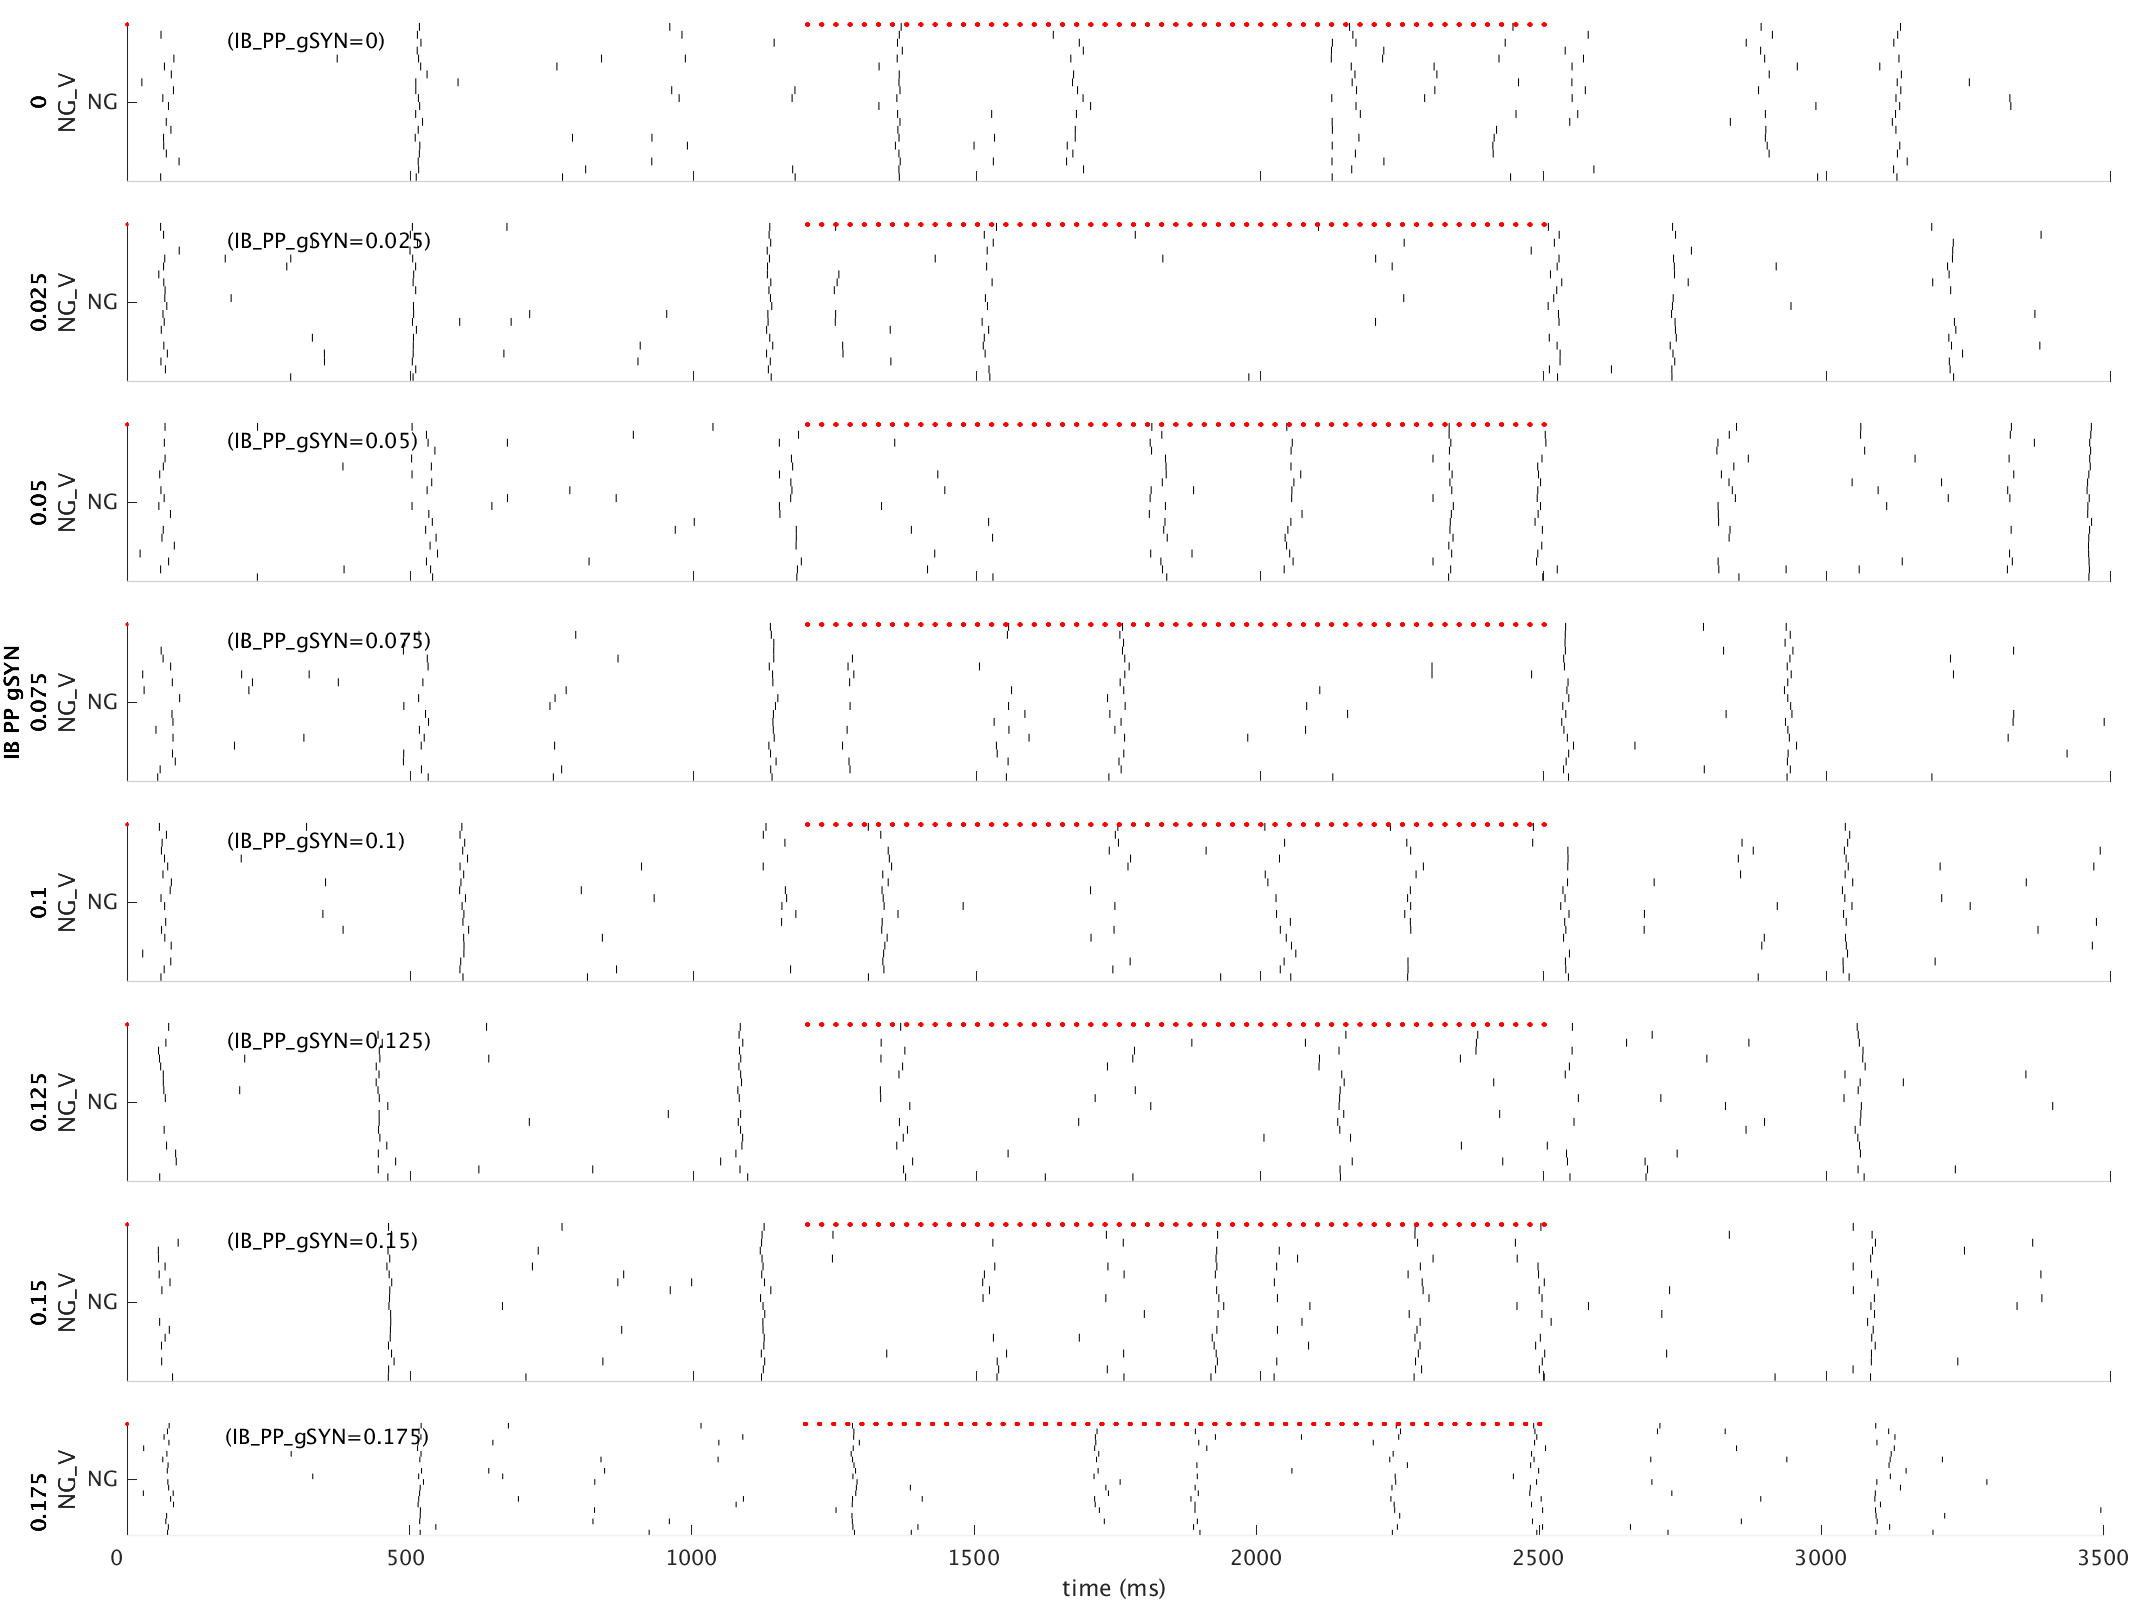 IB PP gSYN
0
NG_V
NG
(IB_PP_gSYN=0)
0.025
NG_V
NG
(IB_PP_gSYN=0.025)
0.05
NG_V
NG
(IB_PP_gSYN=0.05)
0.075
NG_V
NG
(IB_PP_gSYN=0.075)
0.1
NG_V
NG
(IB_PP_gSYN=0.1)
0.125
NG_V
NG
(IB_PP_gSYN=0.125)
0.15
NG_V
NG
(IB_PP_gSYN=0.15)
0.175
NG_V
NG
(IB_PP_gSYN=0.175)
0 500 1000 1500 2000 2500 3000 3500
time (ms)